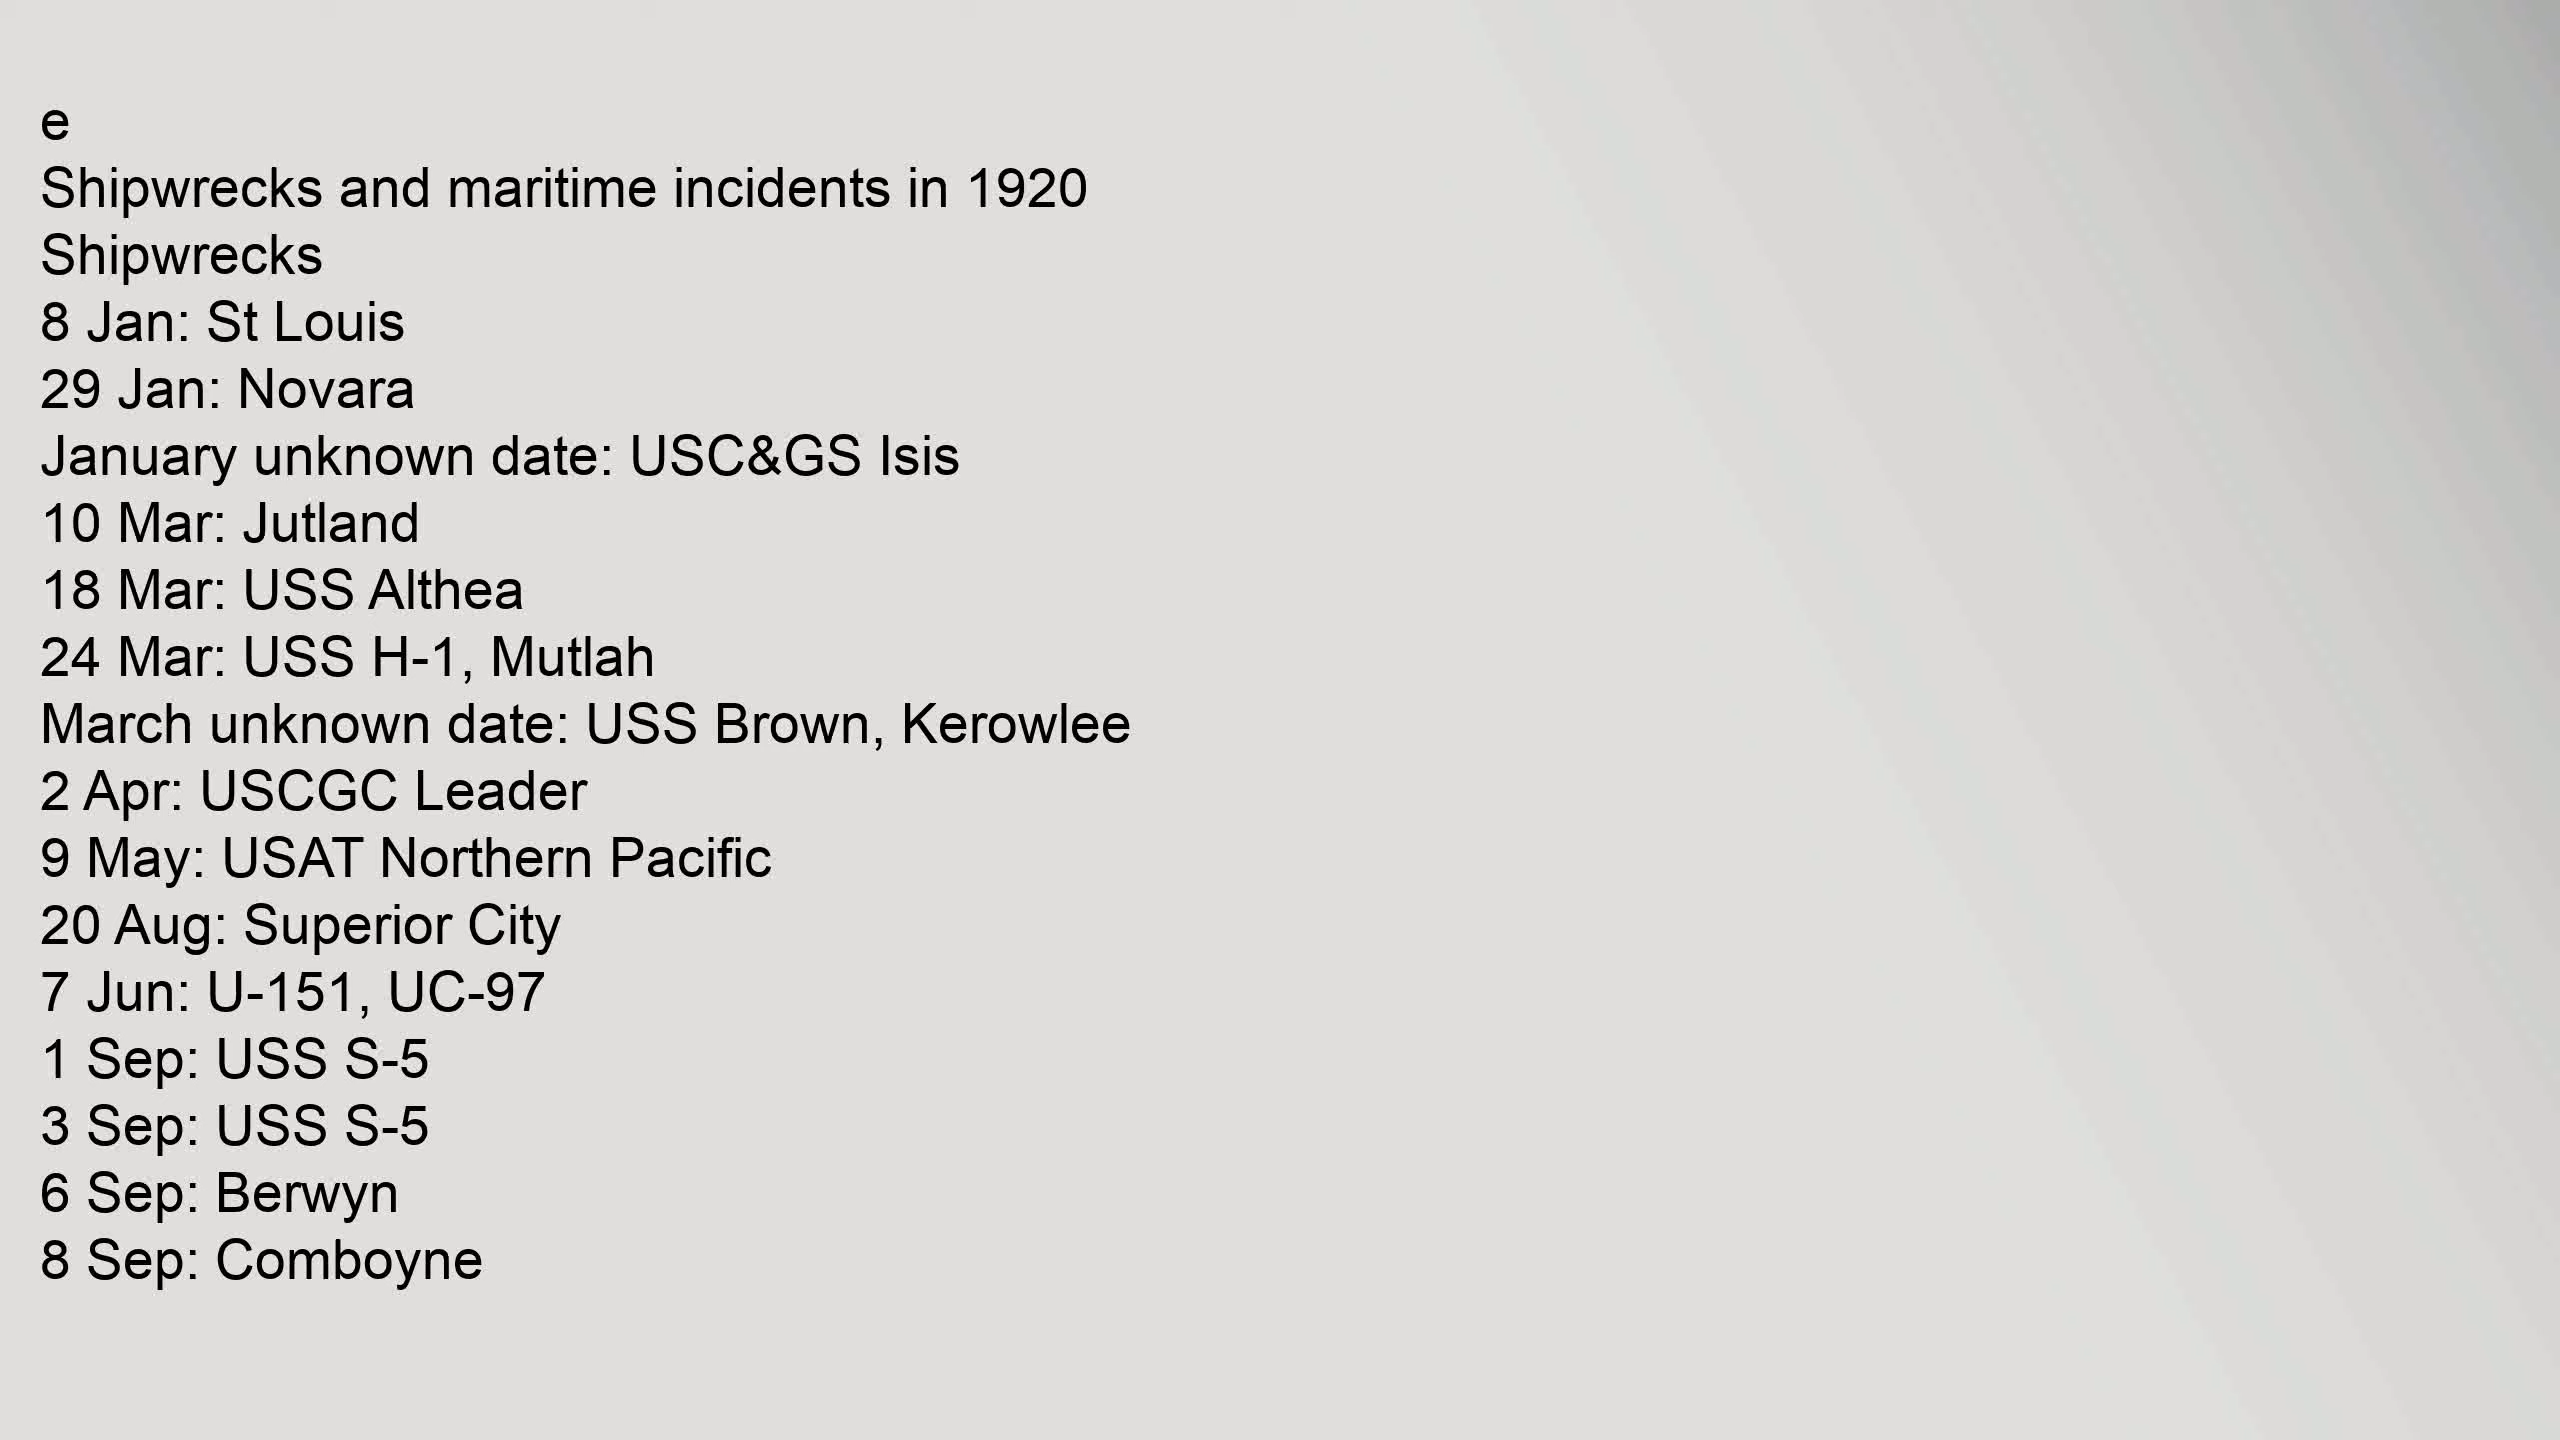 e
Shipwrecks and maritime incidents in 1920
Shipwrecks
8 Jan: St Louis
29 Jan: Novara
January unknown date: USC&GS Isis
10 Mar: Jutland
18 Mar: USS Althea
24 Mar: USS H-1, Mutlah
March unknown date: USS Brown, Kerowlee
2 Apr: USCGC Leader
9 May: USAT Northern Pacific
20 Aug: Superior City
7 Jun: U-151, UC-97
1 Sep: USS S-5
3 Sep: USS S-5
6 Sep: Berwyn
8 Sep: Comboyne